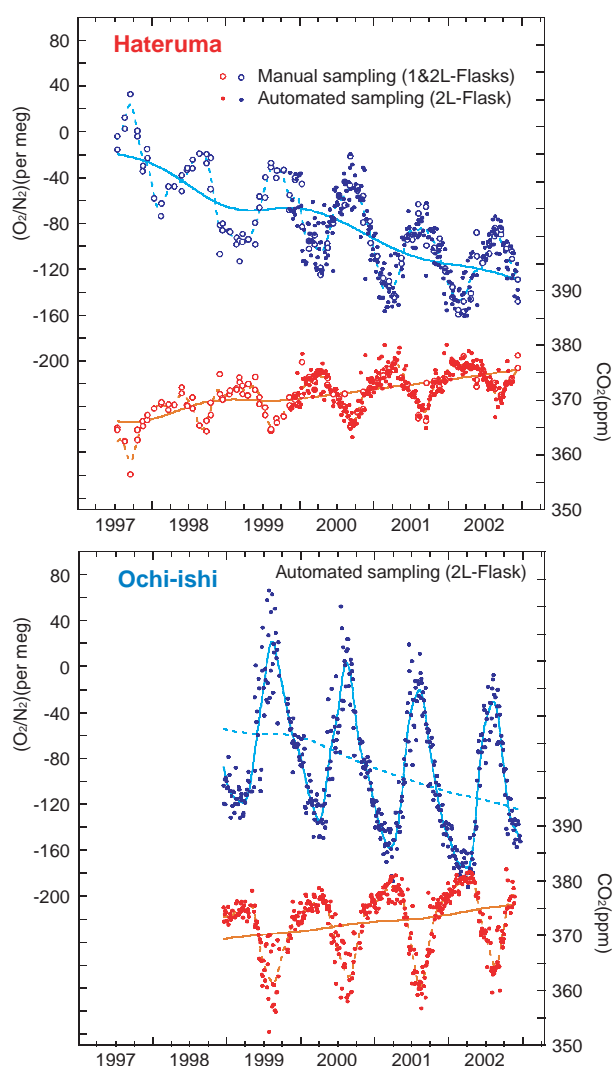 Hateruma
Manual sampling (1&2L-Flasks)
Automated sampling (2L-Flask)
(O2/N2)(per meg)
80
40
0
-40
-80
-120
-160
-200
390
380
370
360
350
CO2(ppm)
1997 1998 1999 2000 2001 2002
Ochi-ishi
Automated sampling (2L-Flask)
(O2/N2)(per meg)
80
40
0
-40
-80
-120
-160
-200
390
380
370
360
350
CO2(ppm)
1997 1998 1999 2000 2001 2002